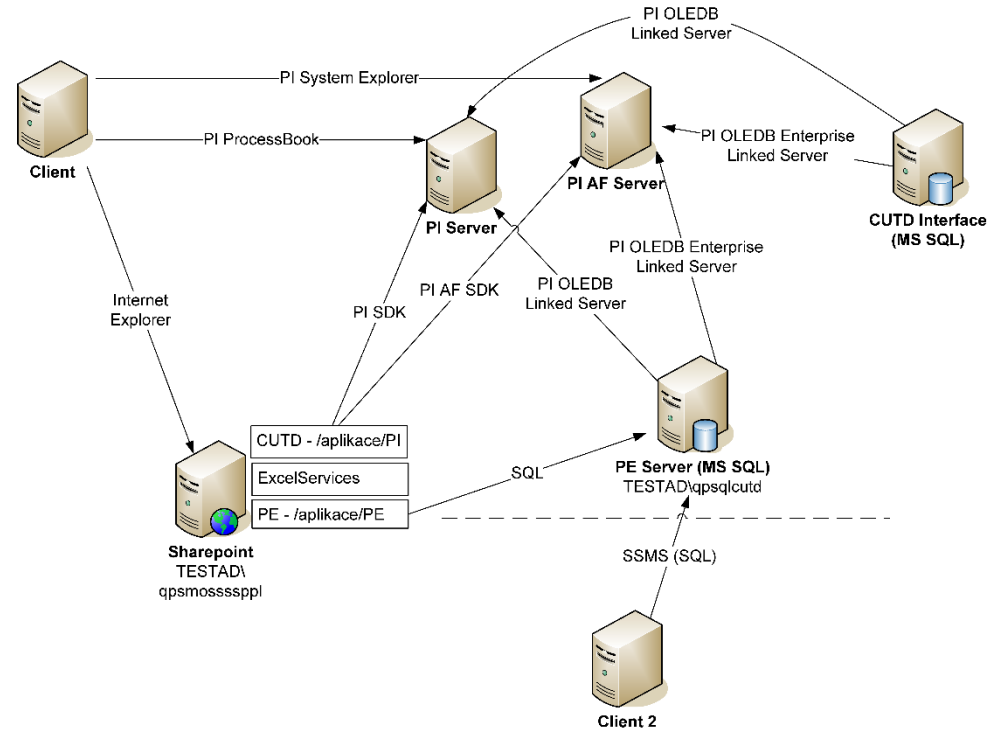 PI OLEDB
Linked Server
PI System Explorer
PI ProcessBook
PI OLEDB Enterprise
Linked Server
Client
PI AF Server
PI Server
CUTD Interface
(MS SQL)
PI OLEDB Enterprise
Linked Server
PI OLEDB
Linked Server
PI AF SDK
PI SDK
Internet
Explorer
CUTD - /aplikace/PI
ExcelServices
PE - /aplikace/PE
SQL
PE Server (MS SQL)
TESTAD\qpsqlcutd
Sharepoint
TESTAD\
qpsmossssppl
SSMS (SQL)
Client 2